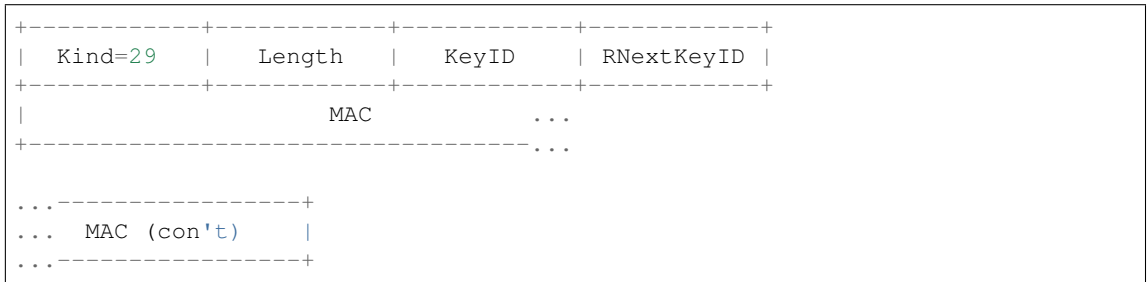 +------------+------------+------------+------------+
|  Kind=29   |   Length   |   KeyID    | RNextKeyID |
+------------+------------+------------+------------+
|                     MAC           ...
+-----------------------------------...

...-----------------+
...  MAC (con't)    |
...-----------------+